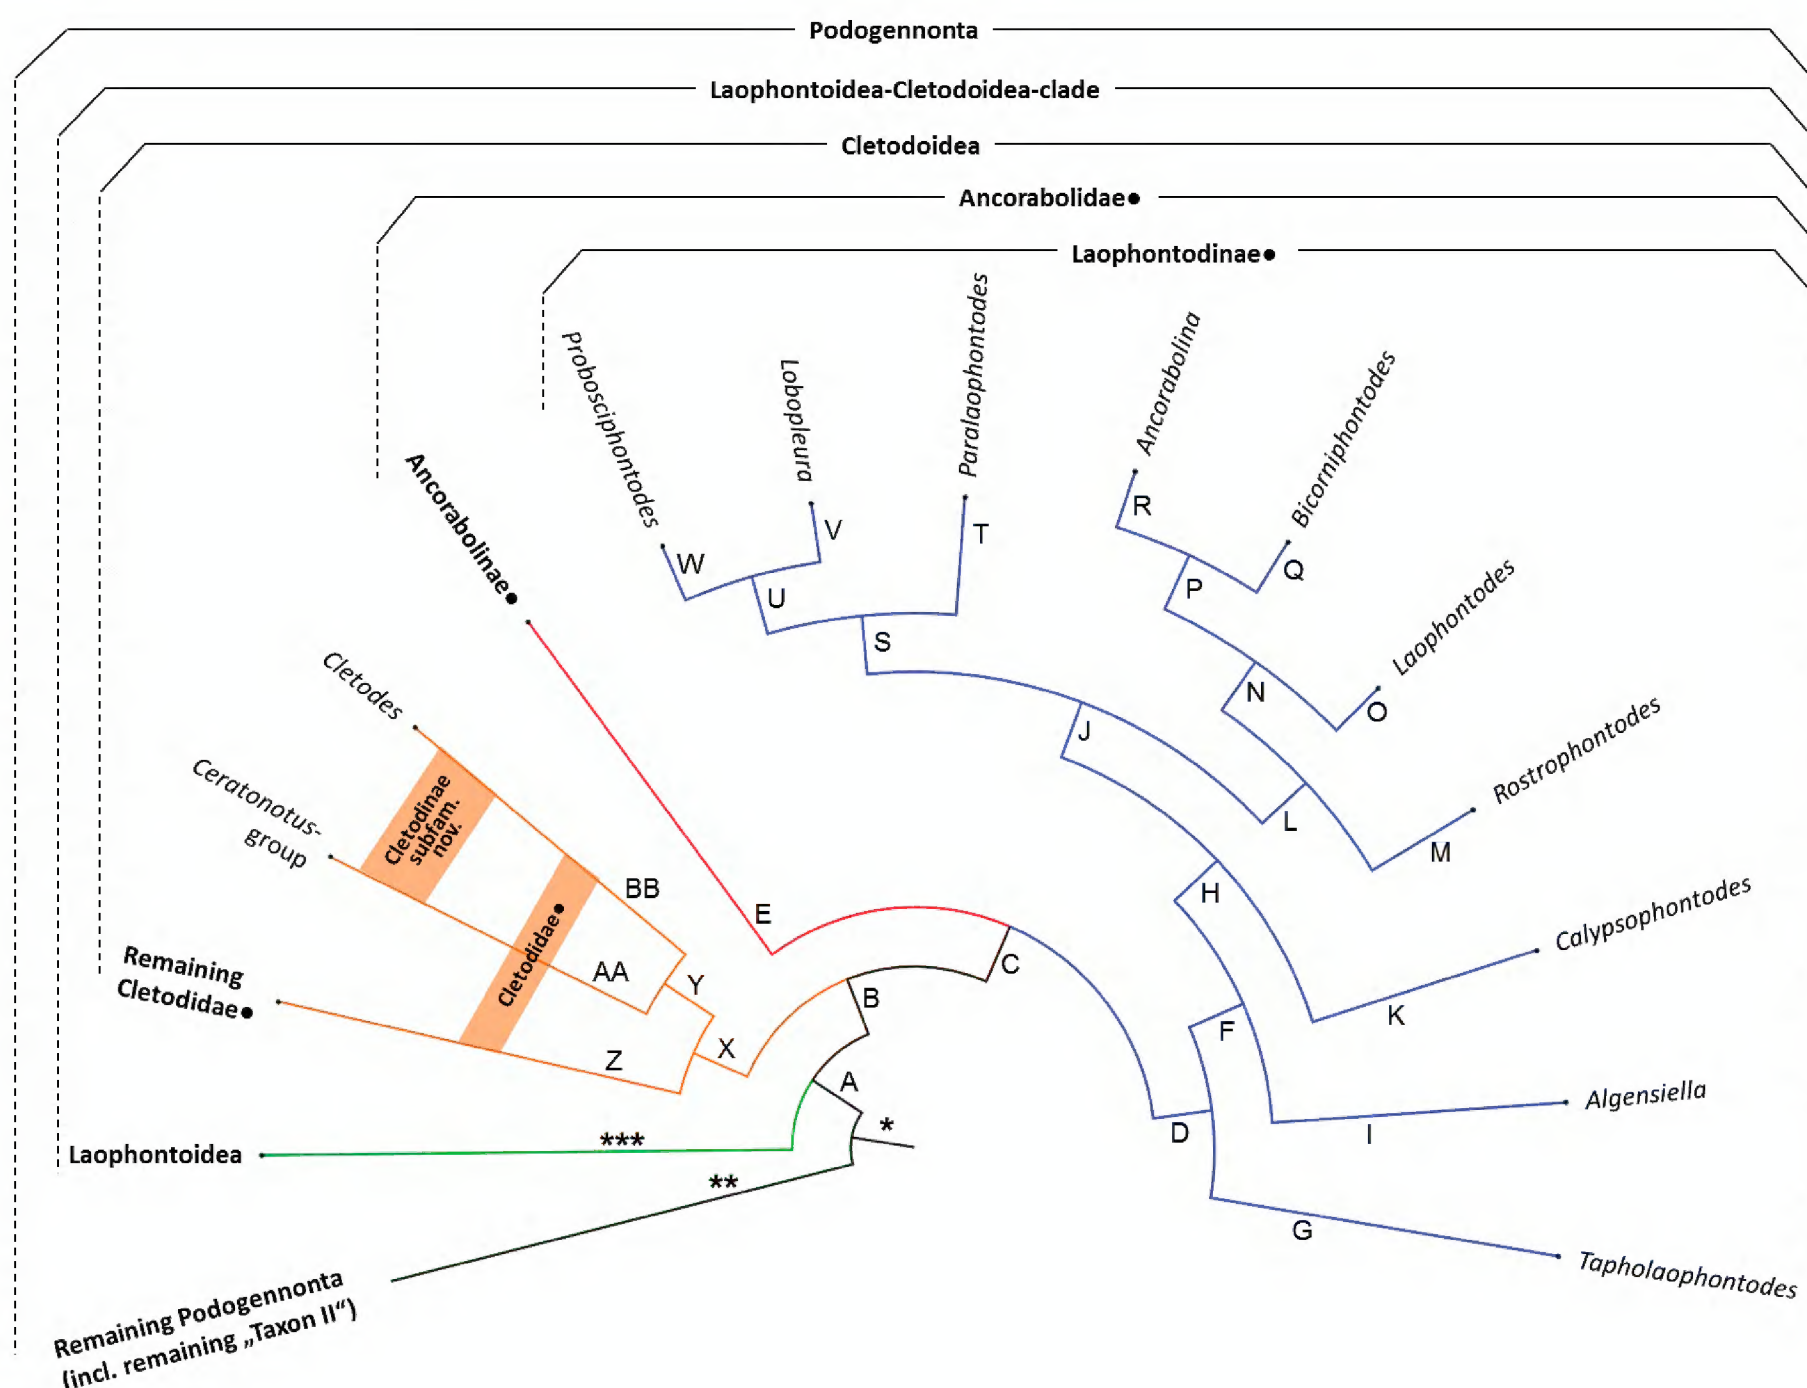 Podogennonta
Laophontoidea-Cletodoidea-clade
Cletodoidea
Ancorabolidae●
Laophontodinae●
Probosciphontodes
Lobopleura
Paralaophontodes
Ancorabolina
Bicorniphontodes
Laophontodes
Rostrophontodes
Calypsophontodes
Algensiella
Tapholaophontodes
Ancorabolinae●
Cletodes
Ceratonotus-
group
Remaining
Cletodidae●
Laophontoidea
Remaining Podogennonta
(incl. remaining „Taxon II“)
Cletodinae
subfam.
nov.
Cletodidae●
W
V
U
T
S
R
Q
P
O
N
M
L
J
H
K
F
I
D
G
E
C
B
A
BB
AA
Y
X
Z
*
**
***